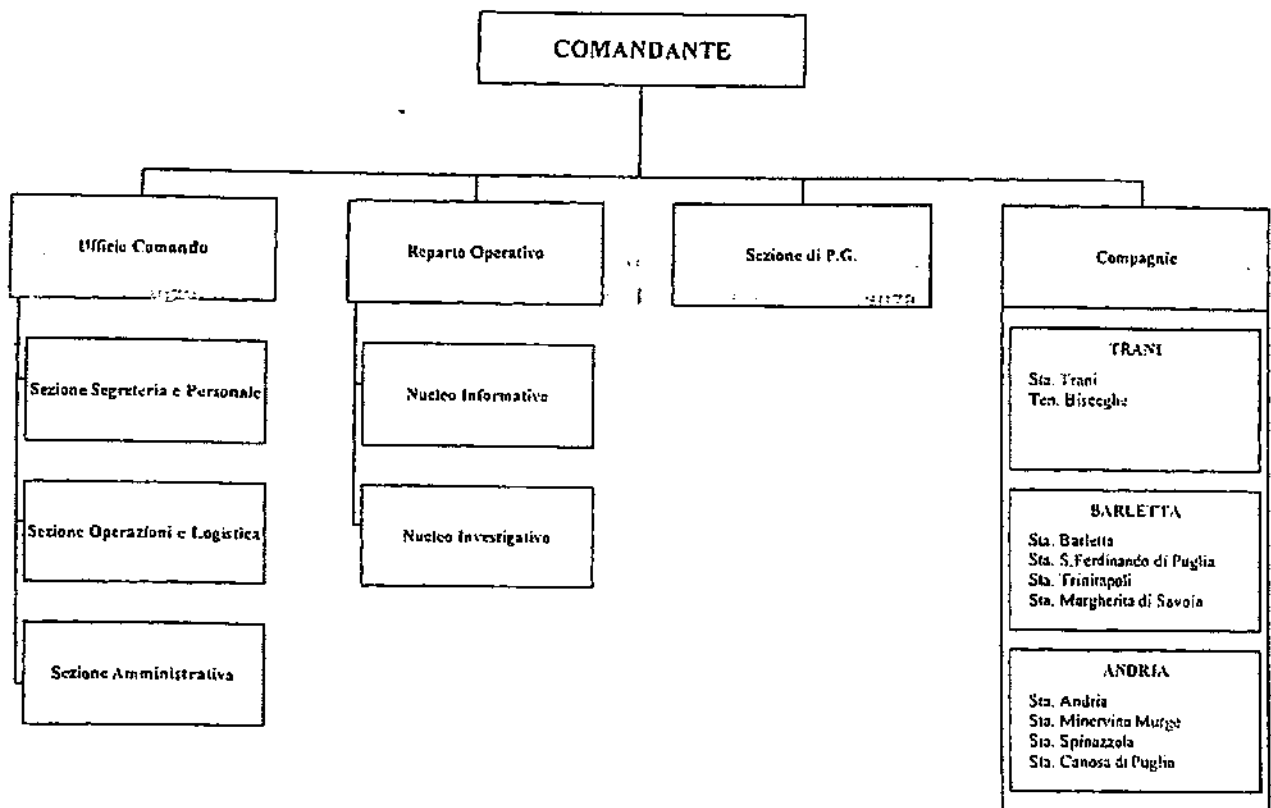 COMANDANTE
Ufficio Comando
Reparto Operativo
Sezione di P.G.
Compagnie
Sezione Segreteria e Personale
Sezione Operazioni e Logistica
Sezione Amministrativa
Nucleo Informativo
Nucleo Investigativo
TRANI
Sta. Trani
Ten. Bisceglie
BARLETTA
Sta. Barletta
Sta. S.Ferdinando di Puglia
Sta. Trinitapoli
Sta. Margherita di Savoia
ANDRIA
Sta. Andria
Sta. Minervino Murge
Sta. Spinazzola
Sta. Canosa di Puglia